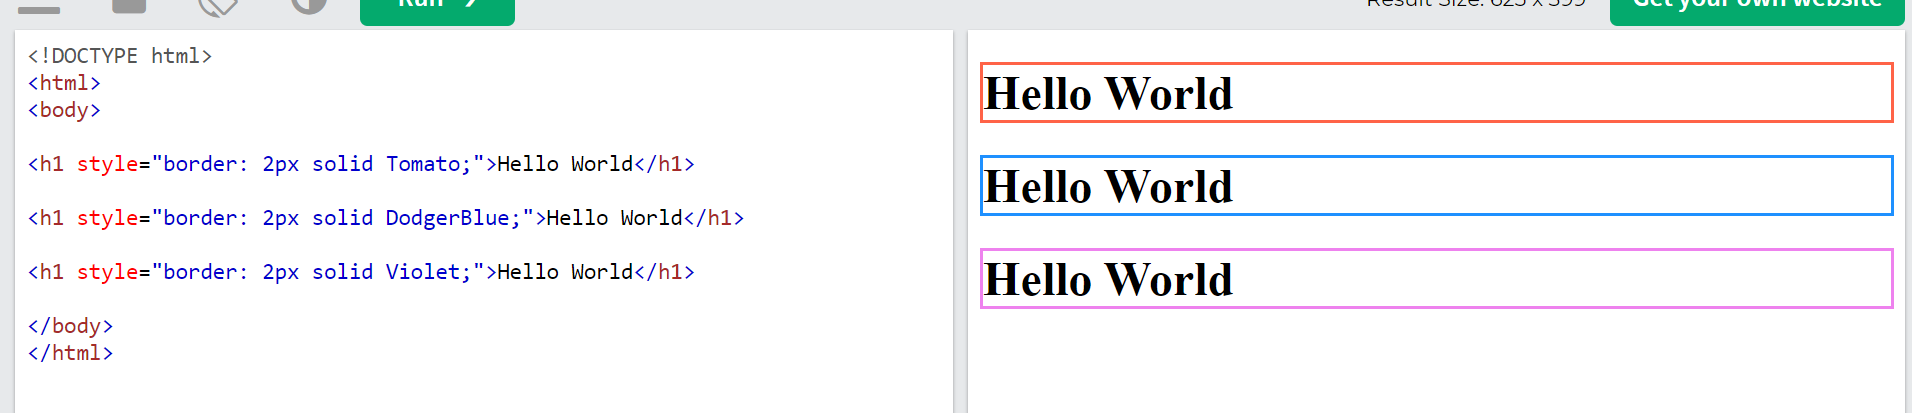 Run ❯
Result Size: 625 x 399
Get your own website
<!DOCTYPE html>
<html>
<body>
<h1 style="border: 2px solid Tomato;">Hello World</h1>
<h1 style="border: 2px solid DodgerBlue;">Hello World</h1>
<h1 style="border: 2px solid Violet;">Hello World</h1>
</body>
</html>
Hello World
Hello World
Hello World